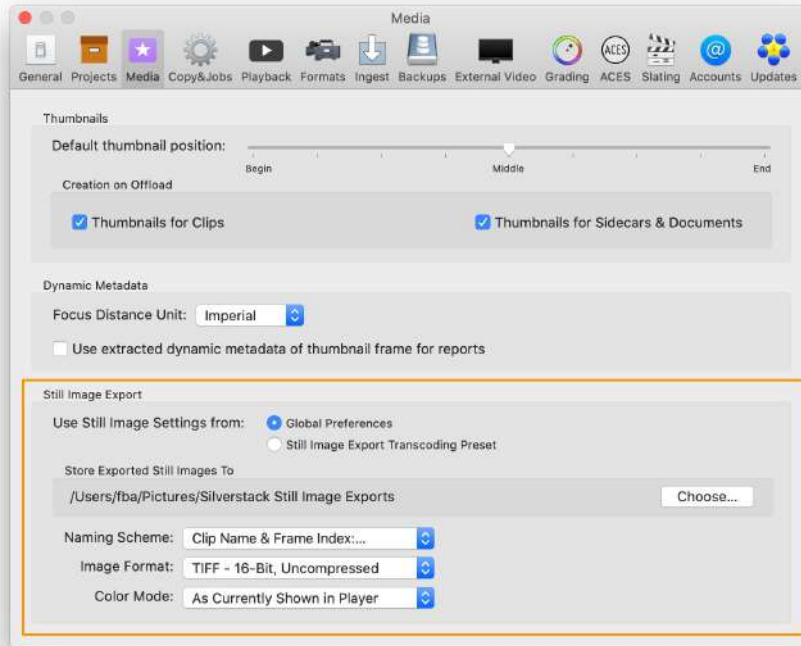 Media
General Projects Media Copy&Jobs Playback Formats Ingest Backups External Video Grading ACES Slating Accounts Updates
Thumbnails
Default thumbnail position:
Begin Middle End
Creation on Offload
Thumbnails for Clips Thumbnails for Sidecars & Documents
Dynamic Metadata
Focus Distance Unit: Imperial
Use extracted dynamic metadata of thumbnail frame for reports
Still Image Export
Use Still Image Settings from: Global Preferences
Still Image Export Transcoding Preset
Store Exported Still Images To
/Users/fba/Pictures/Silverstack Still Image Exports Choose...
Naming Scheme: Clip Name & Frame Index:...
Image Format: TIFF - 16-Bit, Uncompressed
Color Mode: As Currently Shown in Player